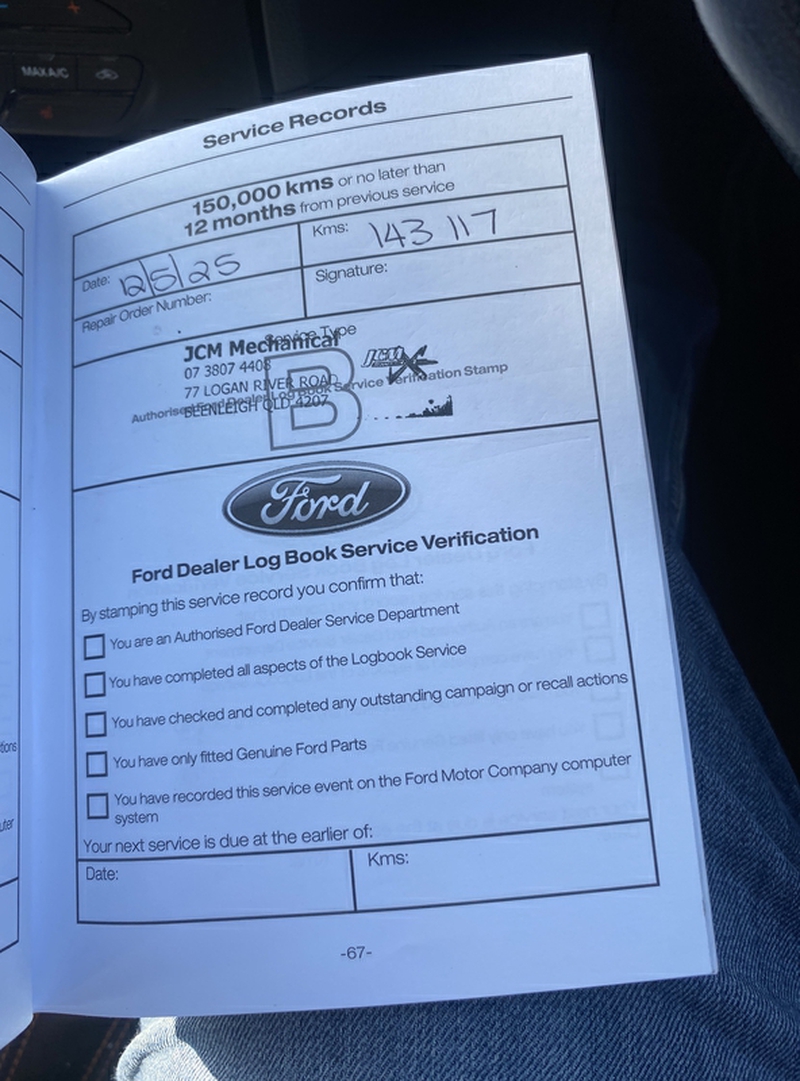 MAX A/C
Service Records
150,000 kms or no later than
12 months from previous service
Date: 12/5/25
Kms: 143 117
Repair Order Number:
Signature:
Service Type
JCM Mechanical
07 3807 4408
77 LOGAN RIVER ROAD
BEENLEIGH QLD 4207
JCM
B
Authorised Ford Dealer Log Book Service Verification Stamp
Ford
Ford Dealer Log Book Service Verification
By stamping this service record you confirm that:
You are an Authorised Ford Dealer Service Department
You have completed all aspects of the Logbook Service
You have checked and completed any outstanding campaign or recall actions
You have only fitted Genuine Ford Parts
You have recorded this service event on the Ford Motor Company computer
system
Your next service is due at the earlier of:
Date:
Kms:
-67-